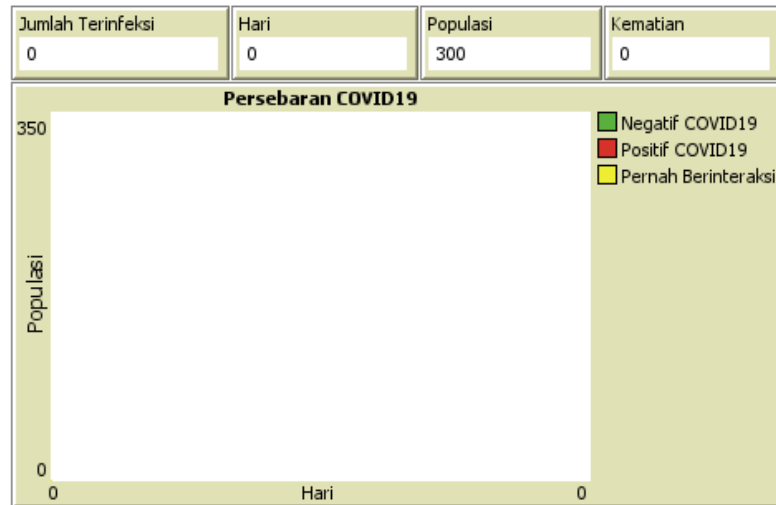 Jumlah Terinfeksi
0
Hari
0
Populasi
300
Kematian
0
Persebaran COVID19
350
Populasi
0
0
Hari
0
Negatif COVID19
Positif COVID19
Pernah Berinteraksi